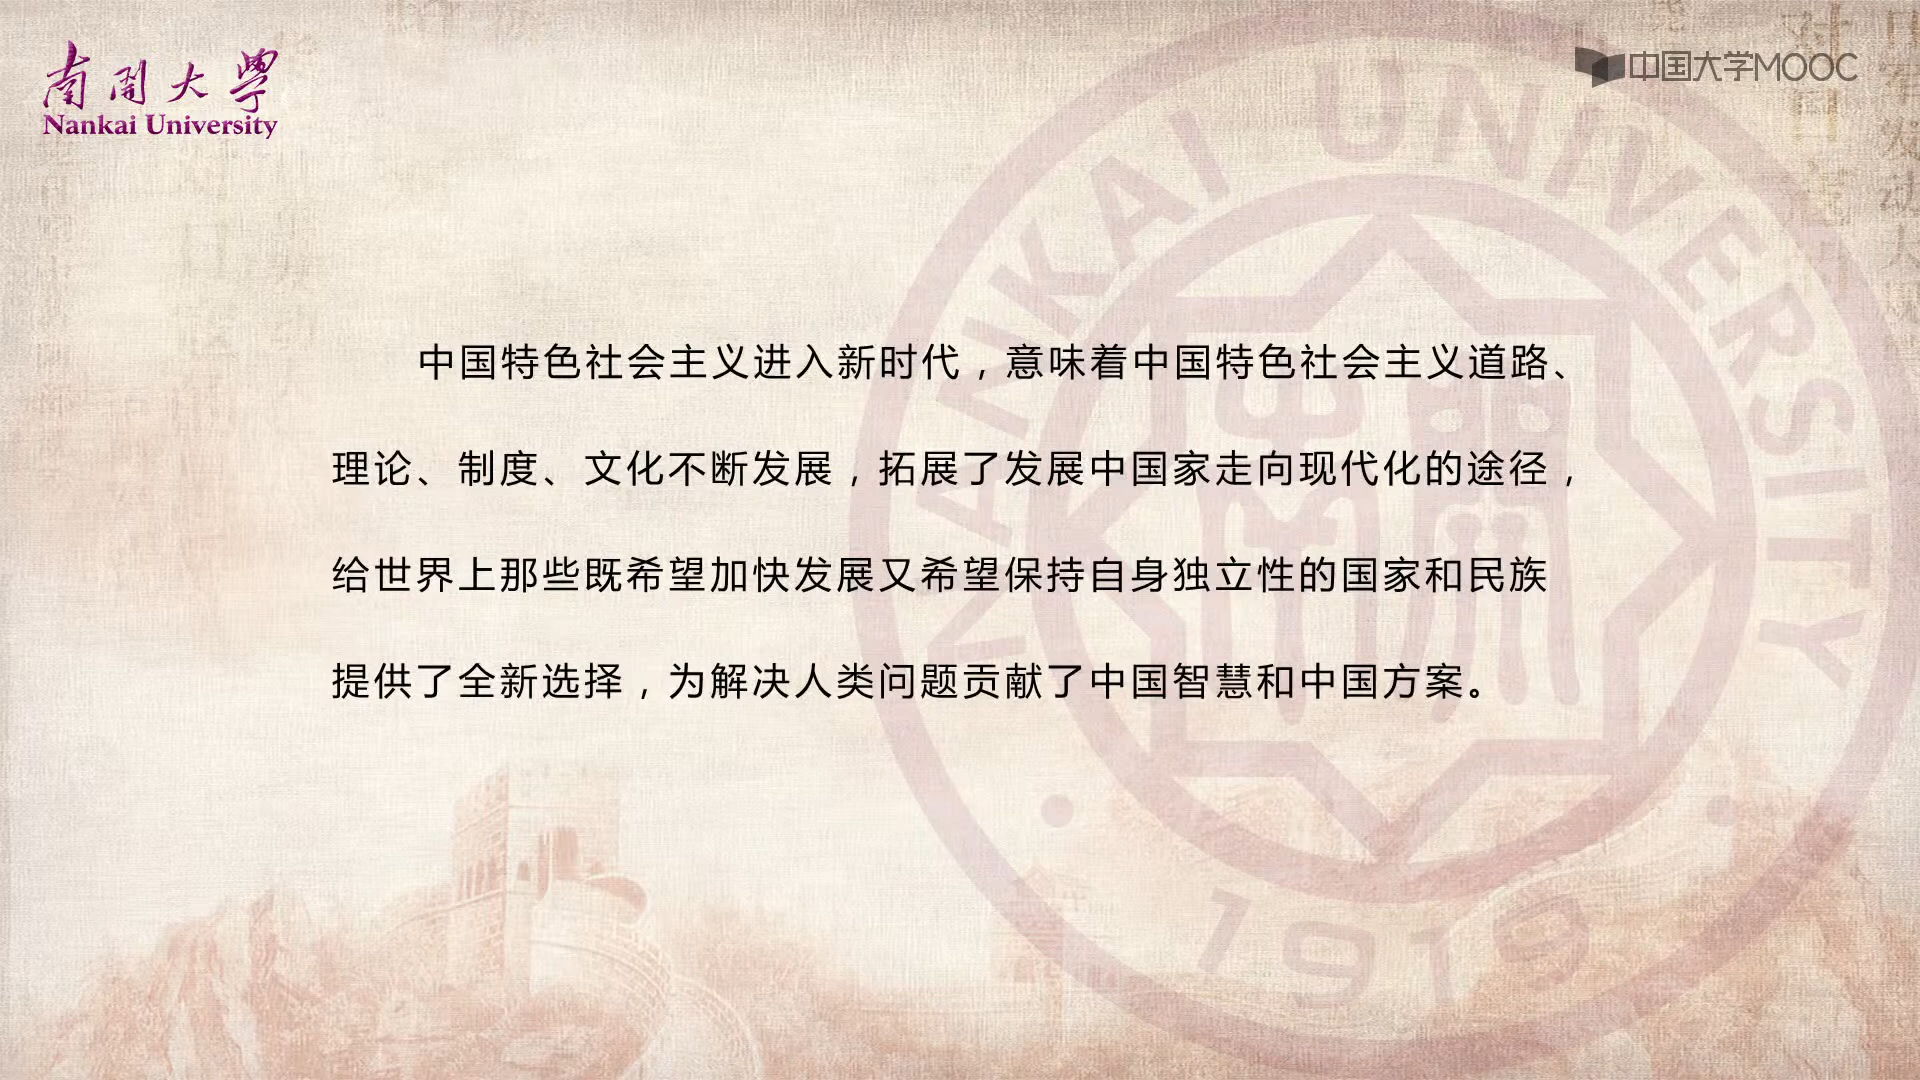 南开大学
Nankai University
中国大学MOOC
NANKAI UNIVERSITY
中国特色社会主义进入新时代，意味着中国特色社会主义道路、
理论、制度、文化不断发展，拓展了发展中国家走向现代化的途径，
给世界上那些既希望加快发展又希望保持自身独立性的国家和民族
提供了全新选择，为解决人类问题贡献了中国智慧和中国方案。
1919